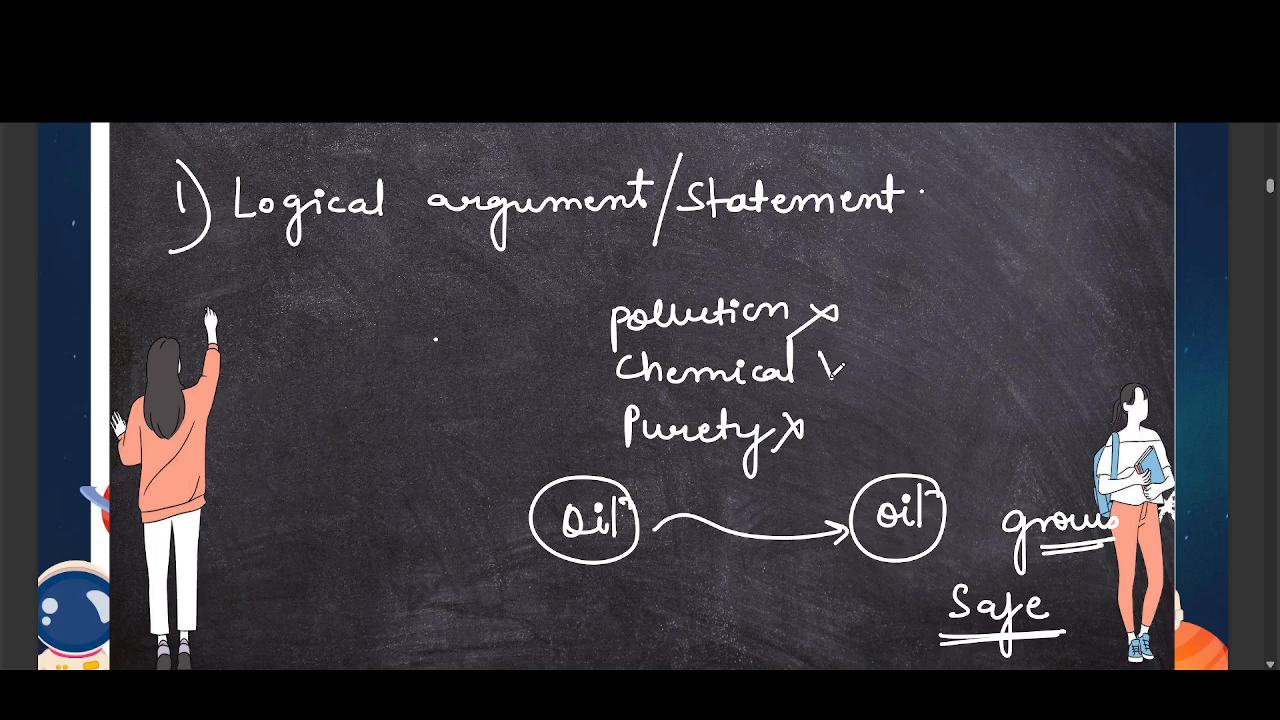 1) Logical argument/statement.
pollution x
chemical
Purety x
oil oil
grows
Safe